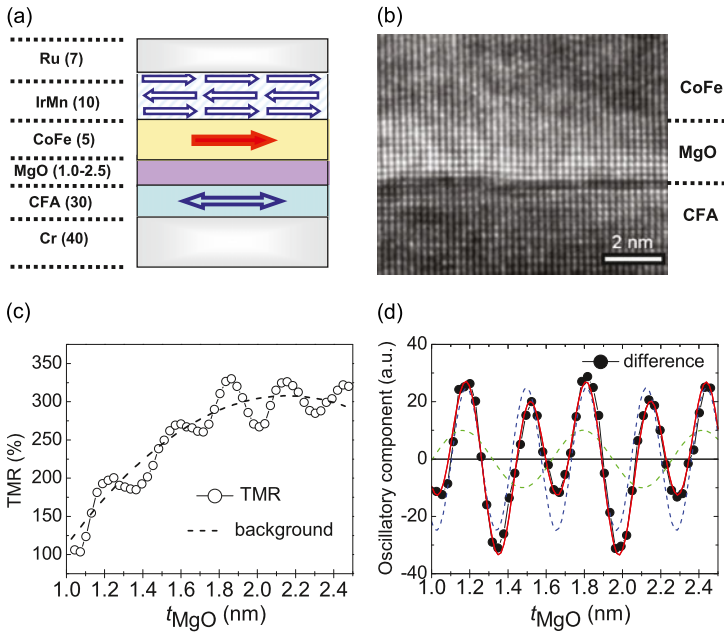 (a)
Ru (7)
IrMn (10)
CoFe (5)
MgO (1.0-2.5)
CFA (30)
Cr (40)
(b)
CoFe
MgO
CFA
2 nm
(c)
350
300
250
200
150
100
TMR (%)
TMR
background
1.0 1.2 1.4 1.6 1.8 2.0 2.2 2.4
tMgO (nm)
(d)
40
20
0
-20
-40
Oscillatory component (a.u.)
difference
1.0 1.2 1.4 1.6 1.8 2.0 2.2 2.4
tMgO (nm)